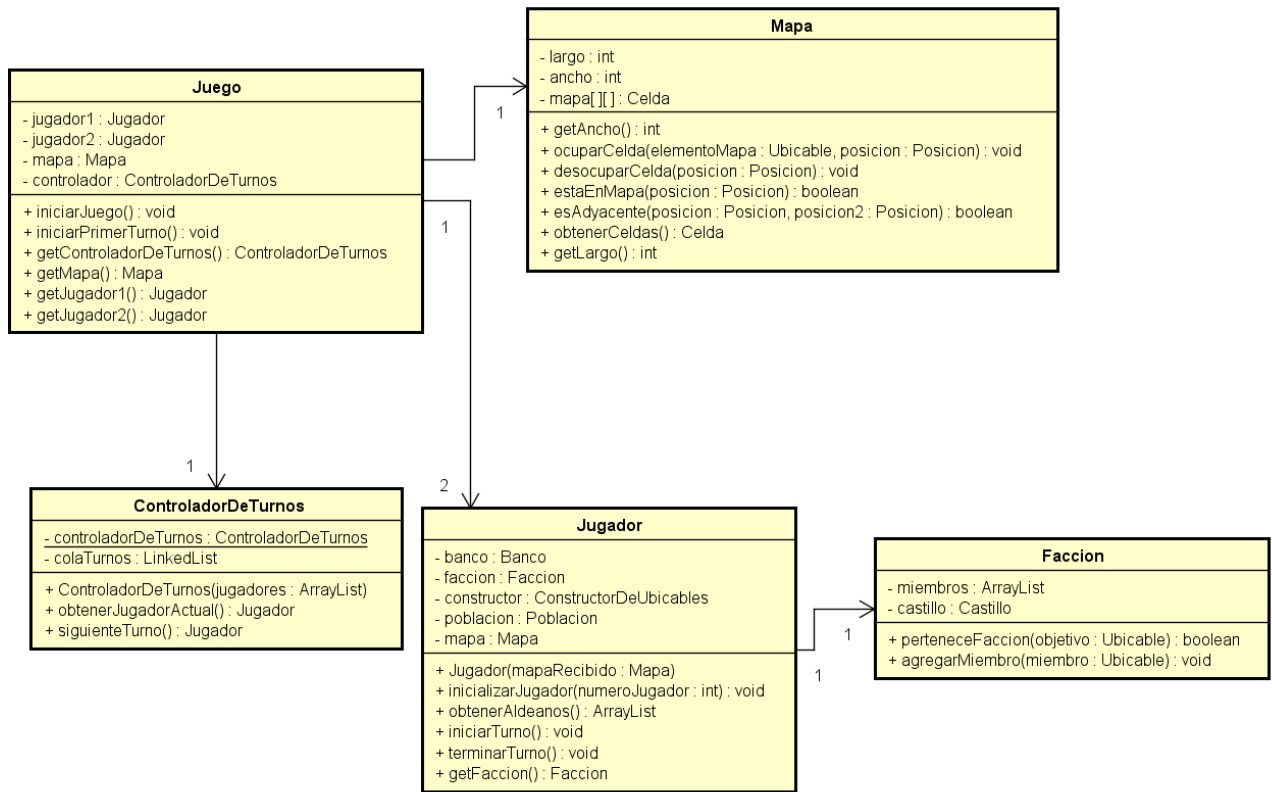 Mapa
- largo : int
- ancho : int
- mapa[ ][ ] : Celda
+ getAncho() : int
+ ocuparCelda(elementoMapa : Ubicable, posicion : Posicion) : void
+ desocuparCelda(posicion : Posicion) : void
+ estaEnMapa(posicion : Posicion) : boolean
+ esAdyacente(posicion : Posicion, posicion2 : Posicion) : boolean
+ obtenerCeldas() : Celda
+ getLargo() : int
Juego
- jugador1 : Jugador
- jugador2 : Jugador
- mapa : Mapa
- controlador : ControladorDeTurnos
+ iniciarJuego() : void
+ iniciarPrimerTurno() : void
+ getControladorDeTurnos() : ControladorDeTurnos
+ getMapa() : Mapa
+ getJugador1() : Jugador
+ getJugador2() : Jugador
1
1
1
2
ControladorDeTurnos
- controladorDeTurnos : ControladorDeTurnos
- colaTurnos : LinkedList
+ ControladorDeTurnos(jugadores : ArrayList)
+ obtenerJugadorActual() : Jugador
+ siguienteTurno() : Jugador
Jugador
- banco : Banco
- faccion : Faccion
- constructor : ConstructorDeUbicables
- poblacion : Poblacion
- mapa : Mapa
+ Jugador(mapaRecibido : Mapa)
+ inicializarJugador(numeroJugador : int) : void
+ obtenerAldeanos() : ArrayList
+ iniciarTurno() : void
+ terminarTurno() : void
+ getFaccion() : Faccion
1
1
Faccion
- miembros : ArrayList
- castillo : Castillo
+ perteneceFaccion(objetivo : Ubicable) : boolean
+ agregarMiembro(miembro : Ubicable) : void